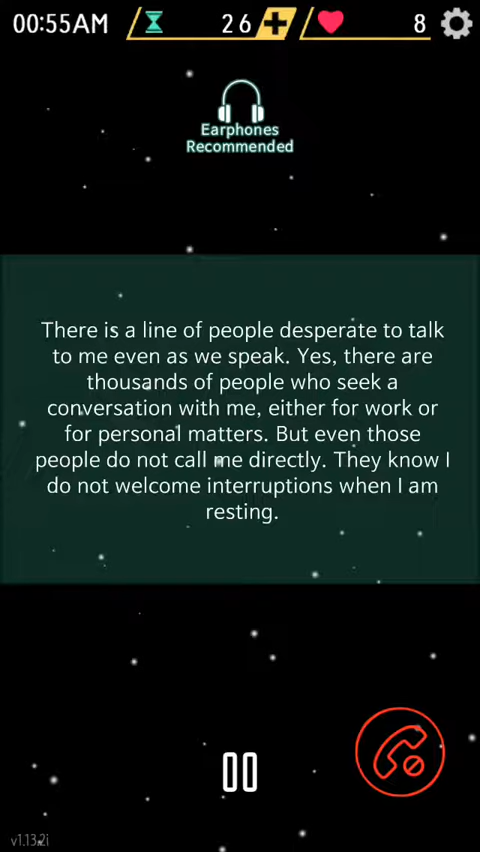 00:55AM 26 8
Earphones
Recommended
There is a line of people desperate to talk
to me even as we speak. Yes, there are
thousands of people who seek a
conversation with me, either for work or
for personal matters. But even those
people do not call me directly. They know I
do not welcome interruptions when I am
resting.
v1.13.2i